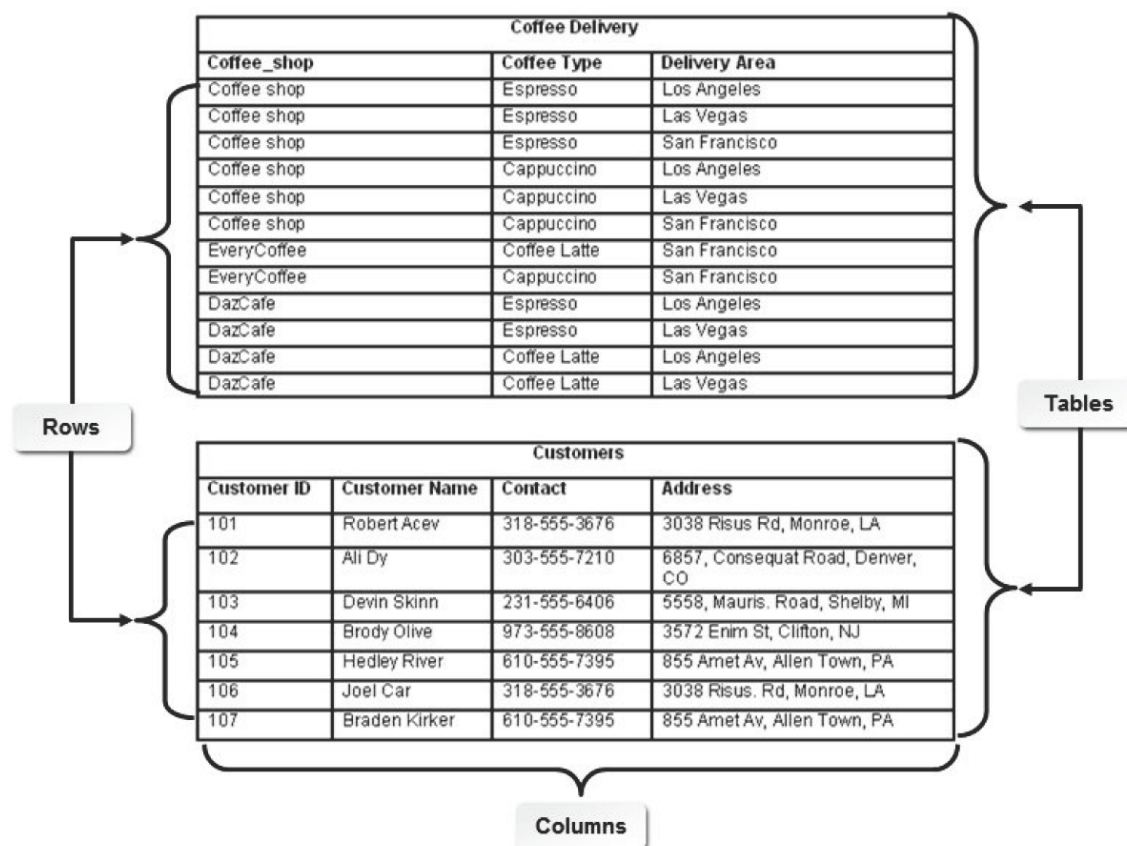 Coffee Delivery
Coffee_shop Coffee Type Delivery Area
Coffee shop Espresso Los Angeles
Coffee shop Espresso Las Vegas
Coffee shop Espresso San Francisco
Coffee shop Cappuccino Los Angeles
Coffee shop Cappuccino Las Vegas
Coffee shop Cappuccino San Francisco
EveryCoffee Coffee Latte San Francisco
EveryCoffee Cappuccino San Francisco
DazCafe Espresso Los Angeles
DazCafe Espresso Las Vegas
DazCafe Coffee Latte Los Angeles
DazCafe Coffee Latte Las Vegas
Rows
Tables
Customers
Customer ID Customer Name Contact Address
101 Robert Acev 318-555-3676 3038 Risus Rd, Monroe, LA
102 Ali Dy 303-555-7210 6857, Consequat Road, Denver,
CO
103 Devin Skinn 231-555-6406 5558, Mauris. Road, Shelby, MI
104 Brody Olive 973-555-8608 3572 Enim St, Clifton, NJ
105 Hedley River 610-555-7395 855 Amet Av, Allen Town, PA
106 Joel Car 318-555-3676 3038 Risus. Rd, Monroe, LA
107 Braden Kirker 610-555-7395 855 Amet Av, Allen Town, PA
Columns